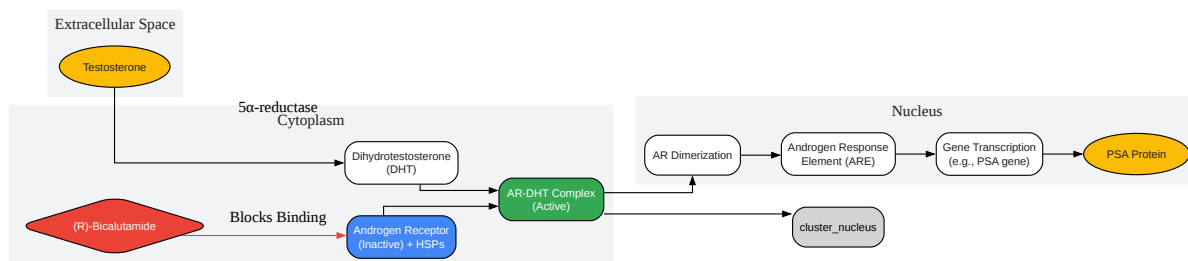 Extracellular Space
Testosterone
5α-reductase
Cytoplasm
Dihydrotestosterone
(DHT)
(R)-Bicalutamide
Blocks Binding
Androgen Receptor
(Inactive) + HSPs
AR-DHT Complex
(Active)
Nucleus
AR Dimerization
Androgen Response
Element (ARE)
Gene Transcription
(e.g., PSA gene)
PSA Protein
cluster_nucleus